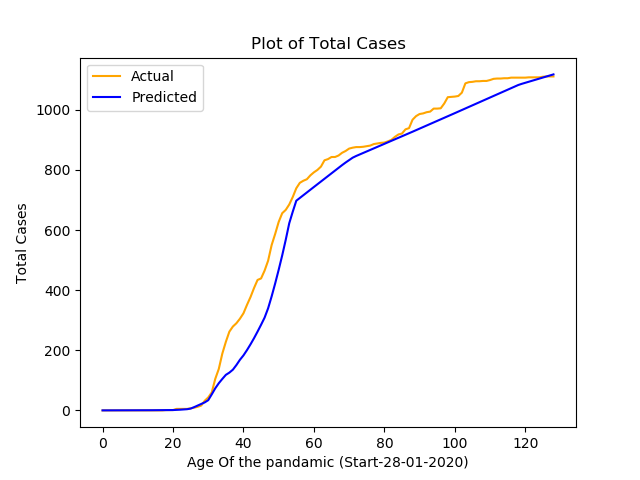 Plot of Total Cases
Actual
Predicted
1000
800
600
400
200
0
Total Cases
0 20 40 60 80 100 120
Age Of the pandamic (Start-28-01-2020)